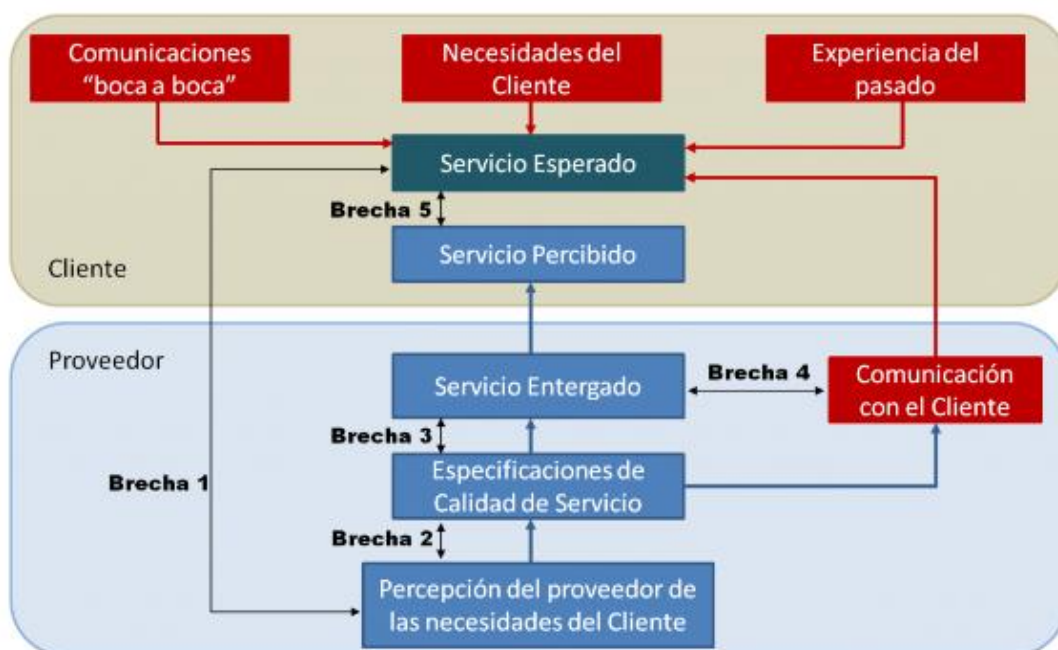 Comunicaciones
“boca a boca”
Necesidades del
Cliente
Experiencia del
pasado
Servicio Esperado
Brecha 5
Servicio Percibido
Cliente
Proveedor
Servicio Entergado
Brecha 4
Comunicación
con el Cliente
Brecha 3
Especificaciones de
Calidad de Servicio
Brecha 1
Brecha 2
Percepción del proveedor de
las necesidades del Cliente